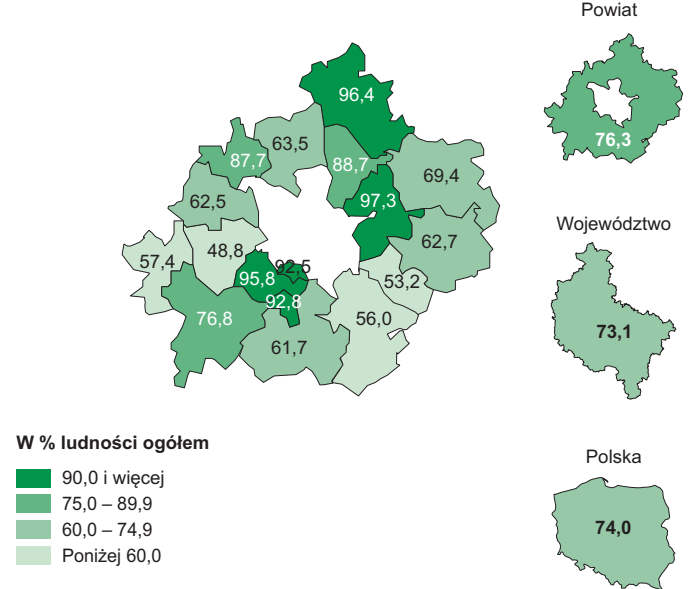 Powiat
96,4
63,5
87,7
88,7
76,3
69,4
97,3
62,5
Województwo
48,8
62,7
57,4
92,5
95,8
53,2
92,8
76,8
56,0
73,1
61,7
W % ludności ogółem
Polska
90,0 i więcej
75,0 – 89,9
60,0 – 74,9
74,0
Poniżej 60,0